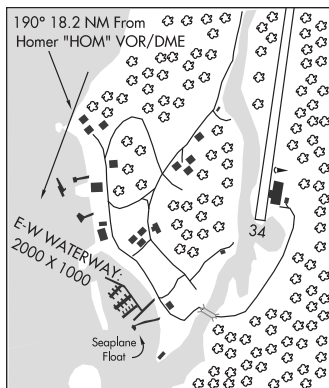 190° 18.2 NM From
Homer "HOM" VOR/DME
E-W WATERWAY:
2000 X 1000
34
Seaplane
Float